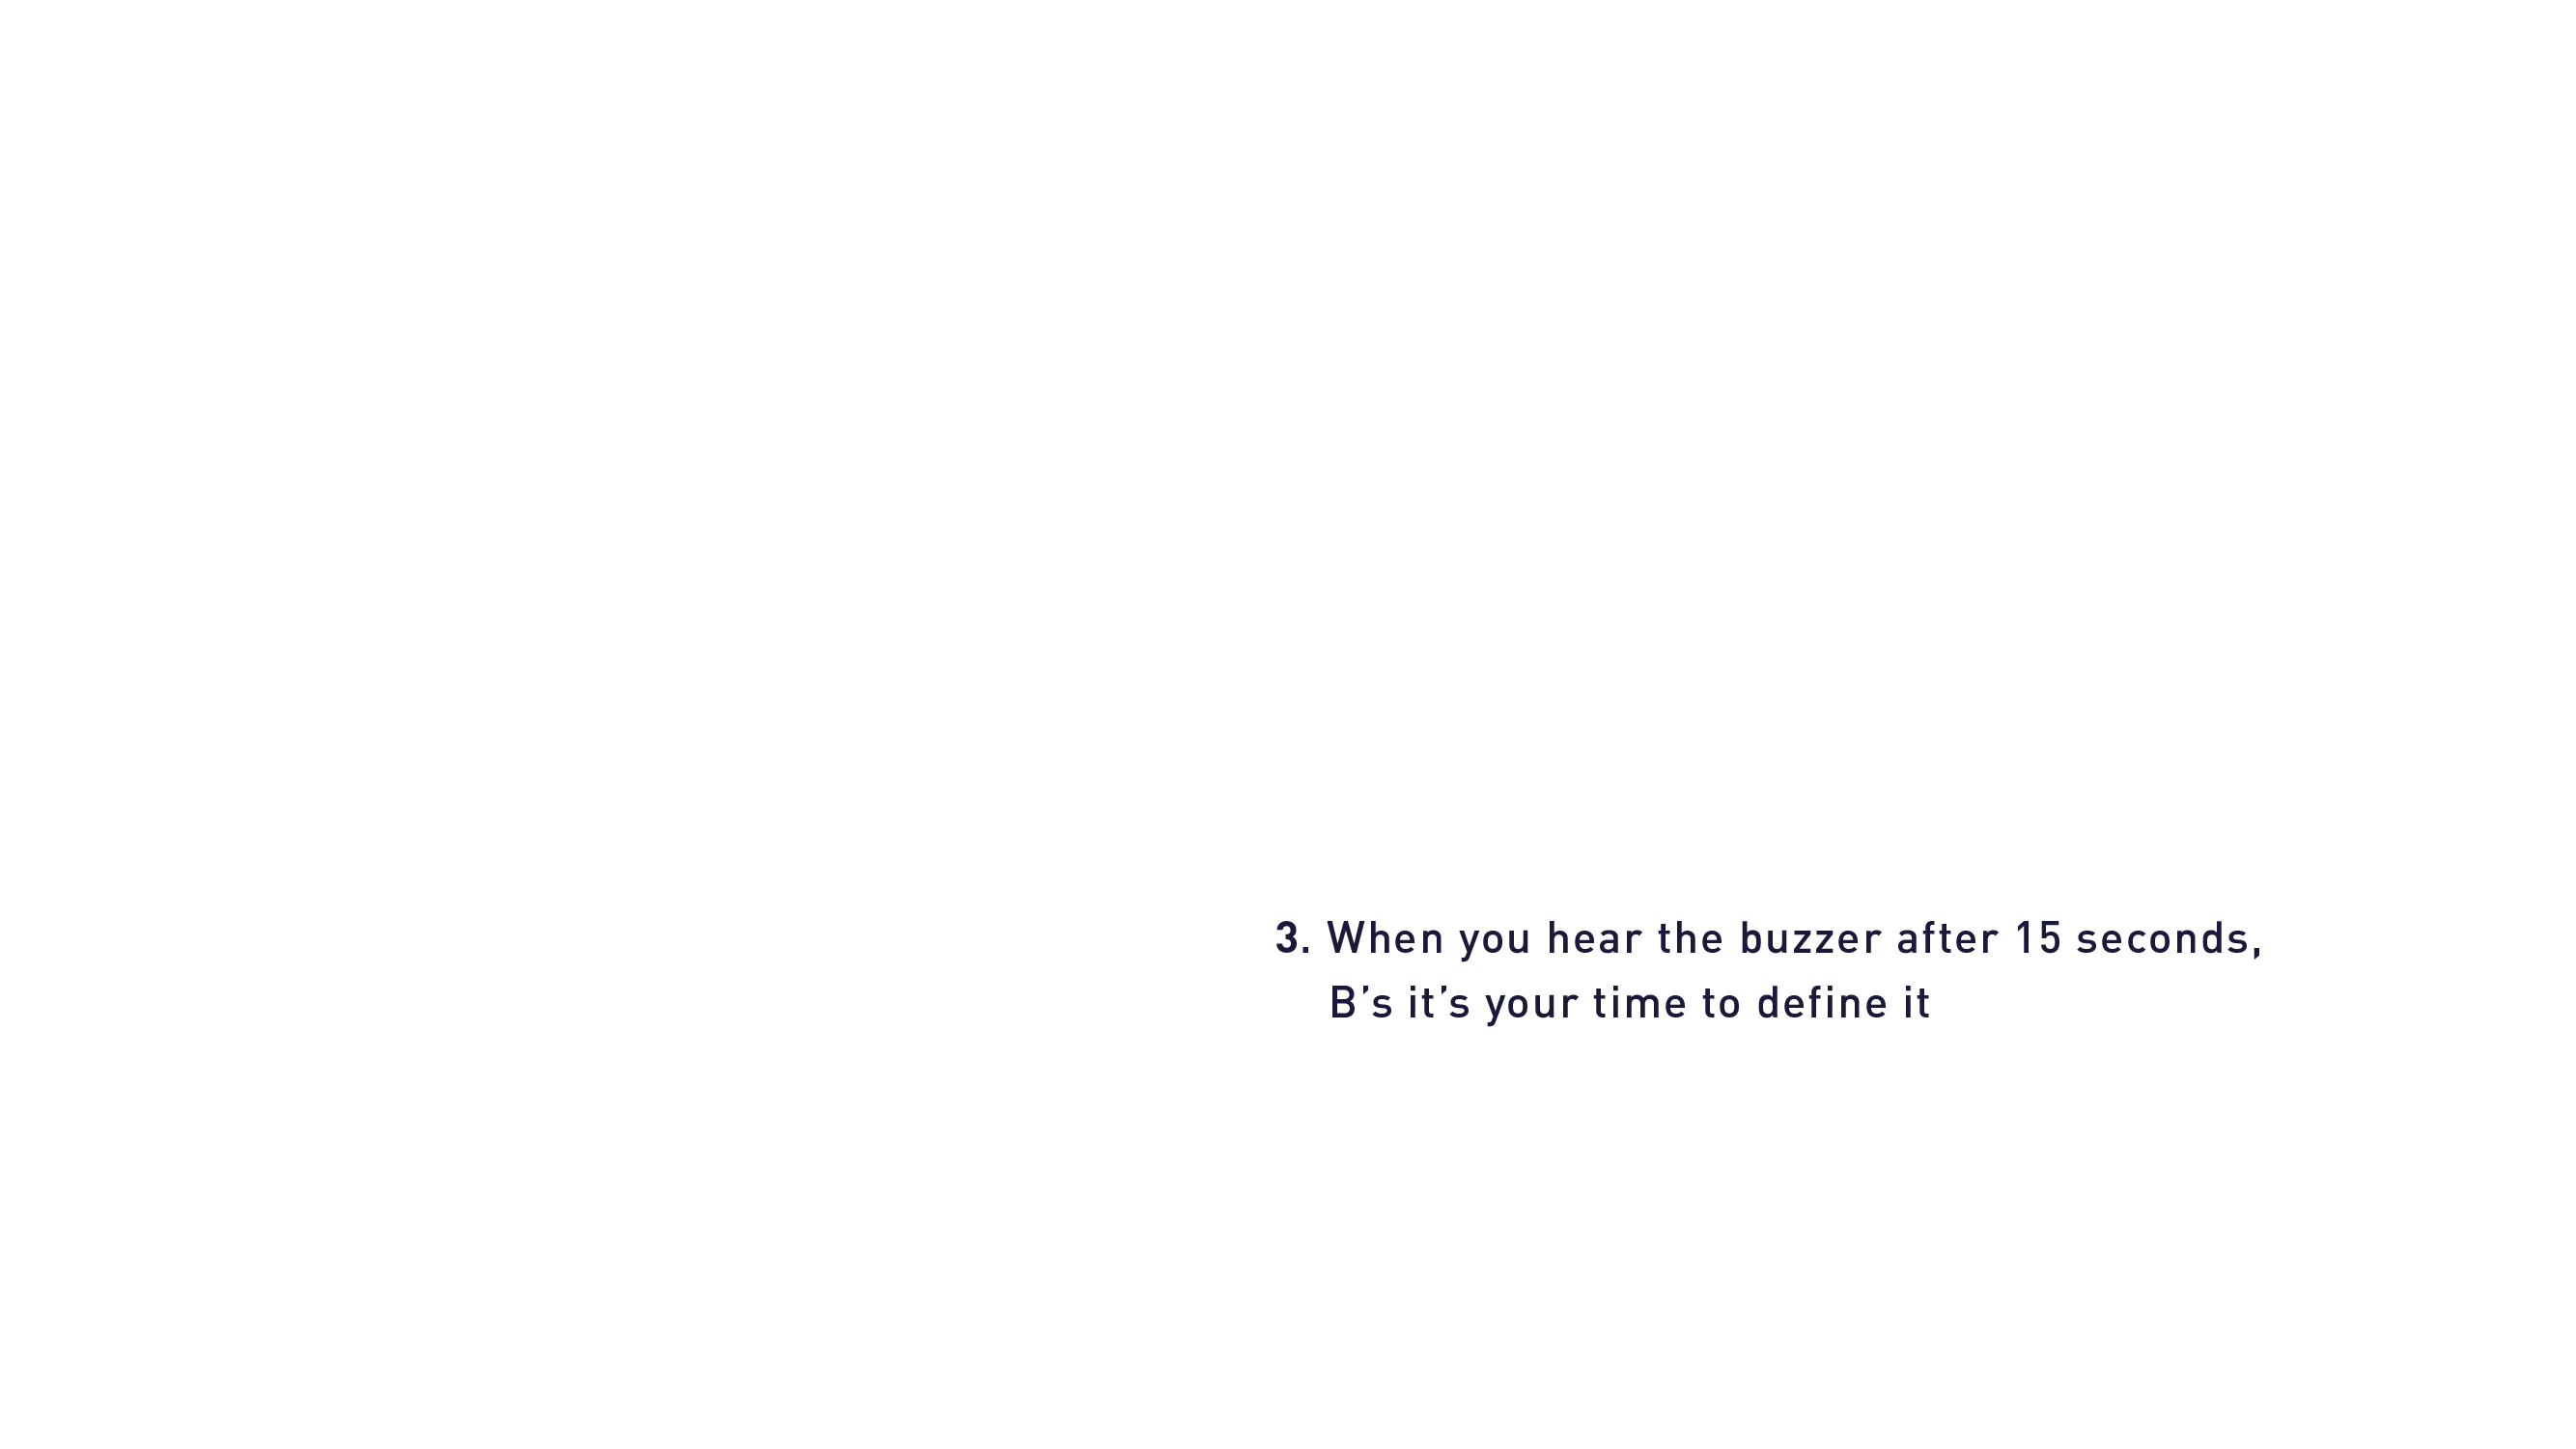 3. When you hear the buzzer after 15 seconds,
B’s it’s your time to define it